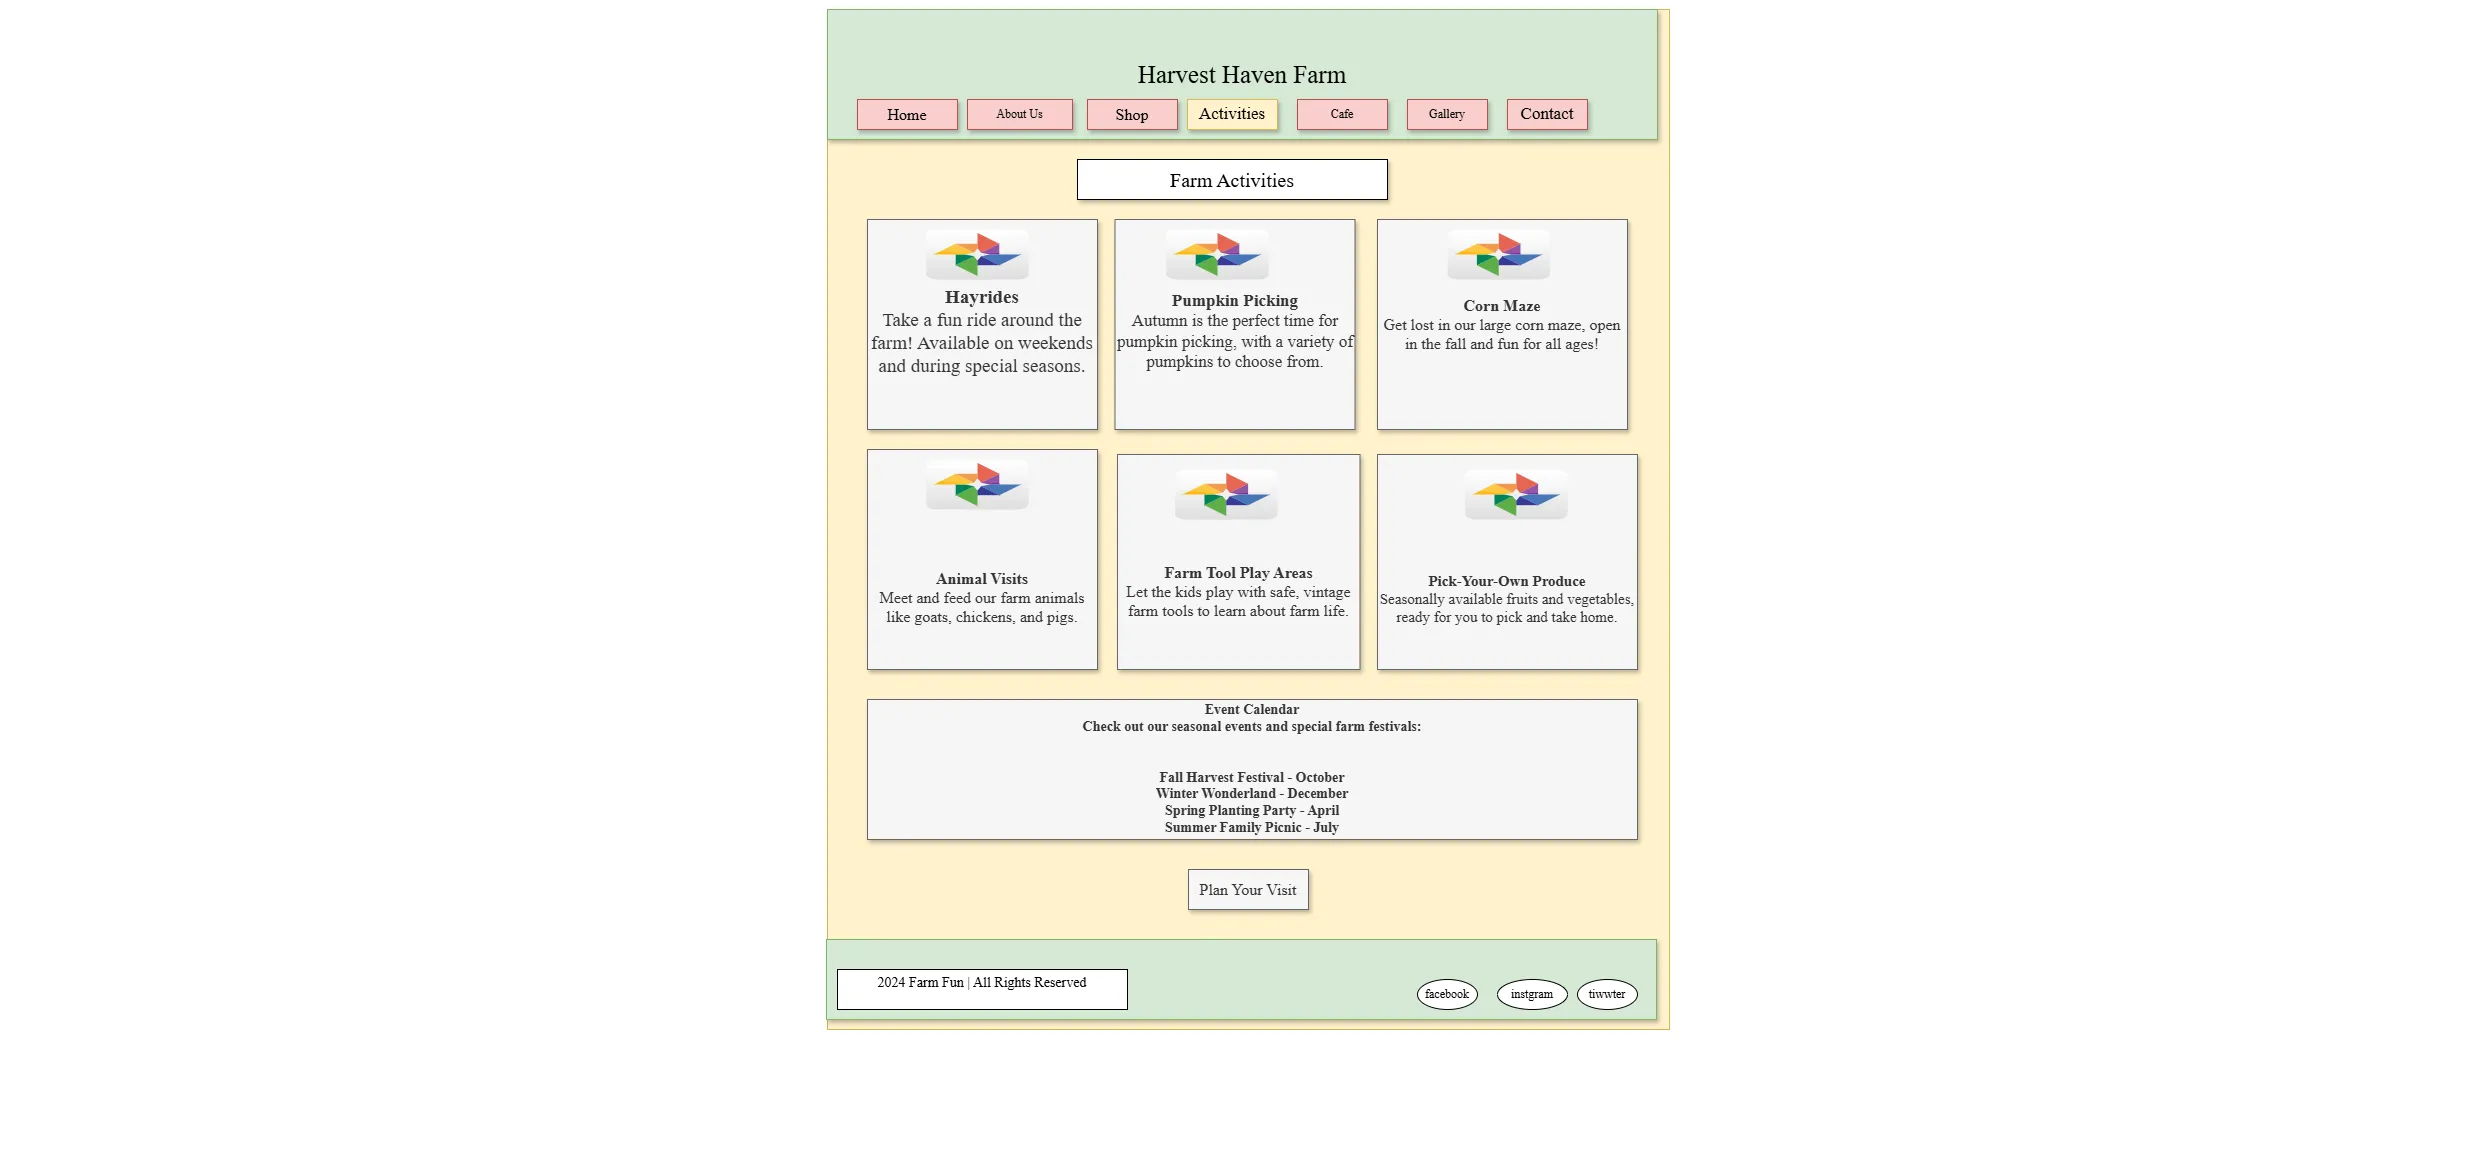 Harvest Haven Farm
Home
About Us
Shop
Activities
Cafe
Gallery
Contact
Farm Activities
Hayrides
Take a fun ride around the
farm! Available on weekends
and during special seasons.
Pumpkin Picking
Autumn is the perfect time for
pumpkin picking, with a variety of
pumpkins to choose from.
Corn Maze
Get lost in our large corn maze, open
in the fall and fun for all ages!
Animal Visits
Meet and feed our farm animals
like goats, chickens, and pigs.
Farm Tool Play Areas
Let the kids play with safe, vintage
farm tools to learn about farm life.
Pick-Your-Own Produce
Seasonally available fruits and vegetables,
ready for you to pick and take home.
Event Calendar
Check out our seasonal events and special farm festivals:
Fall Harvest Festival - October
Winter Wonderland - December
Spring Planting Party - April
Summer Family Picnic - July
Plan Your Visit
2024 Farm Fun | All Rights Reserved
facebook
instgram
tiwwter